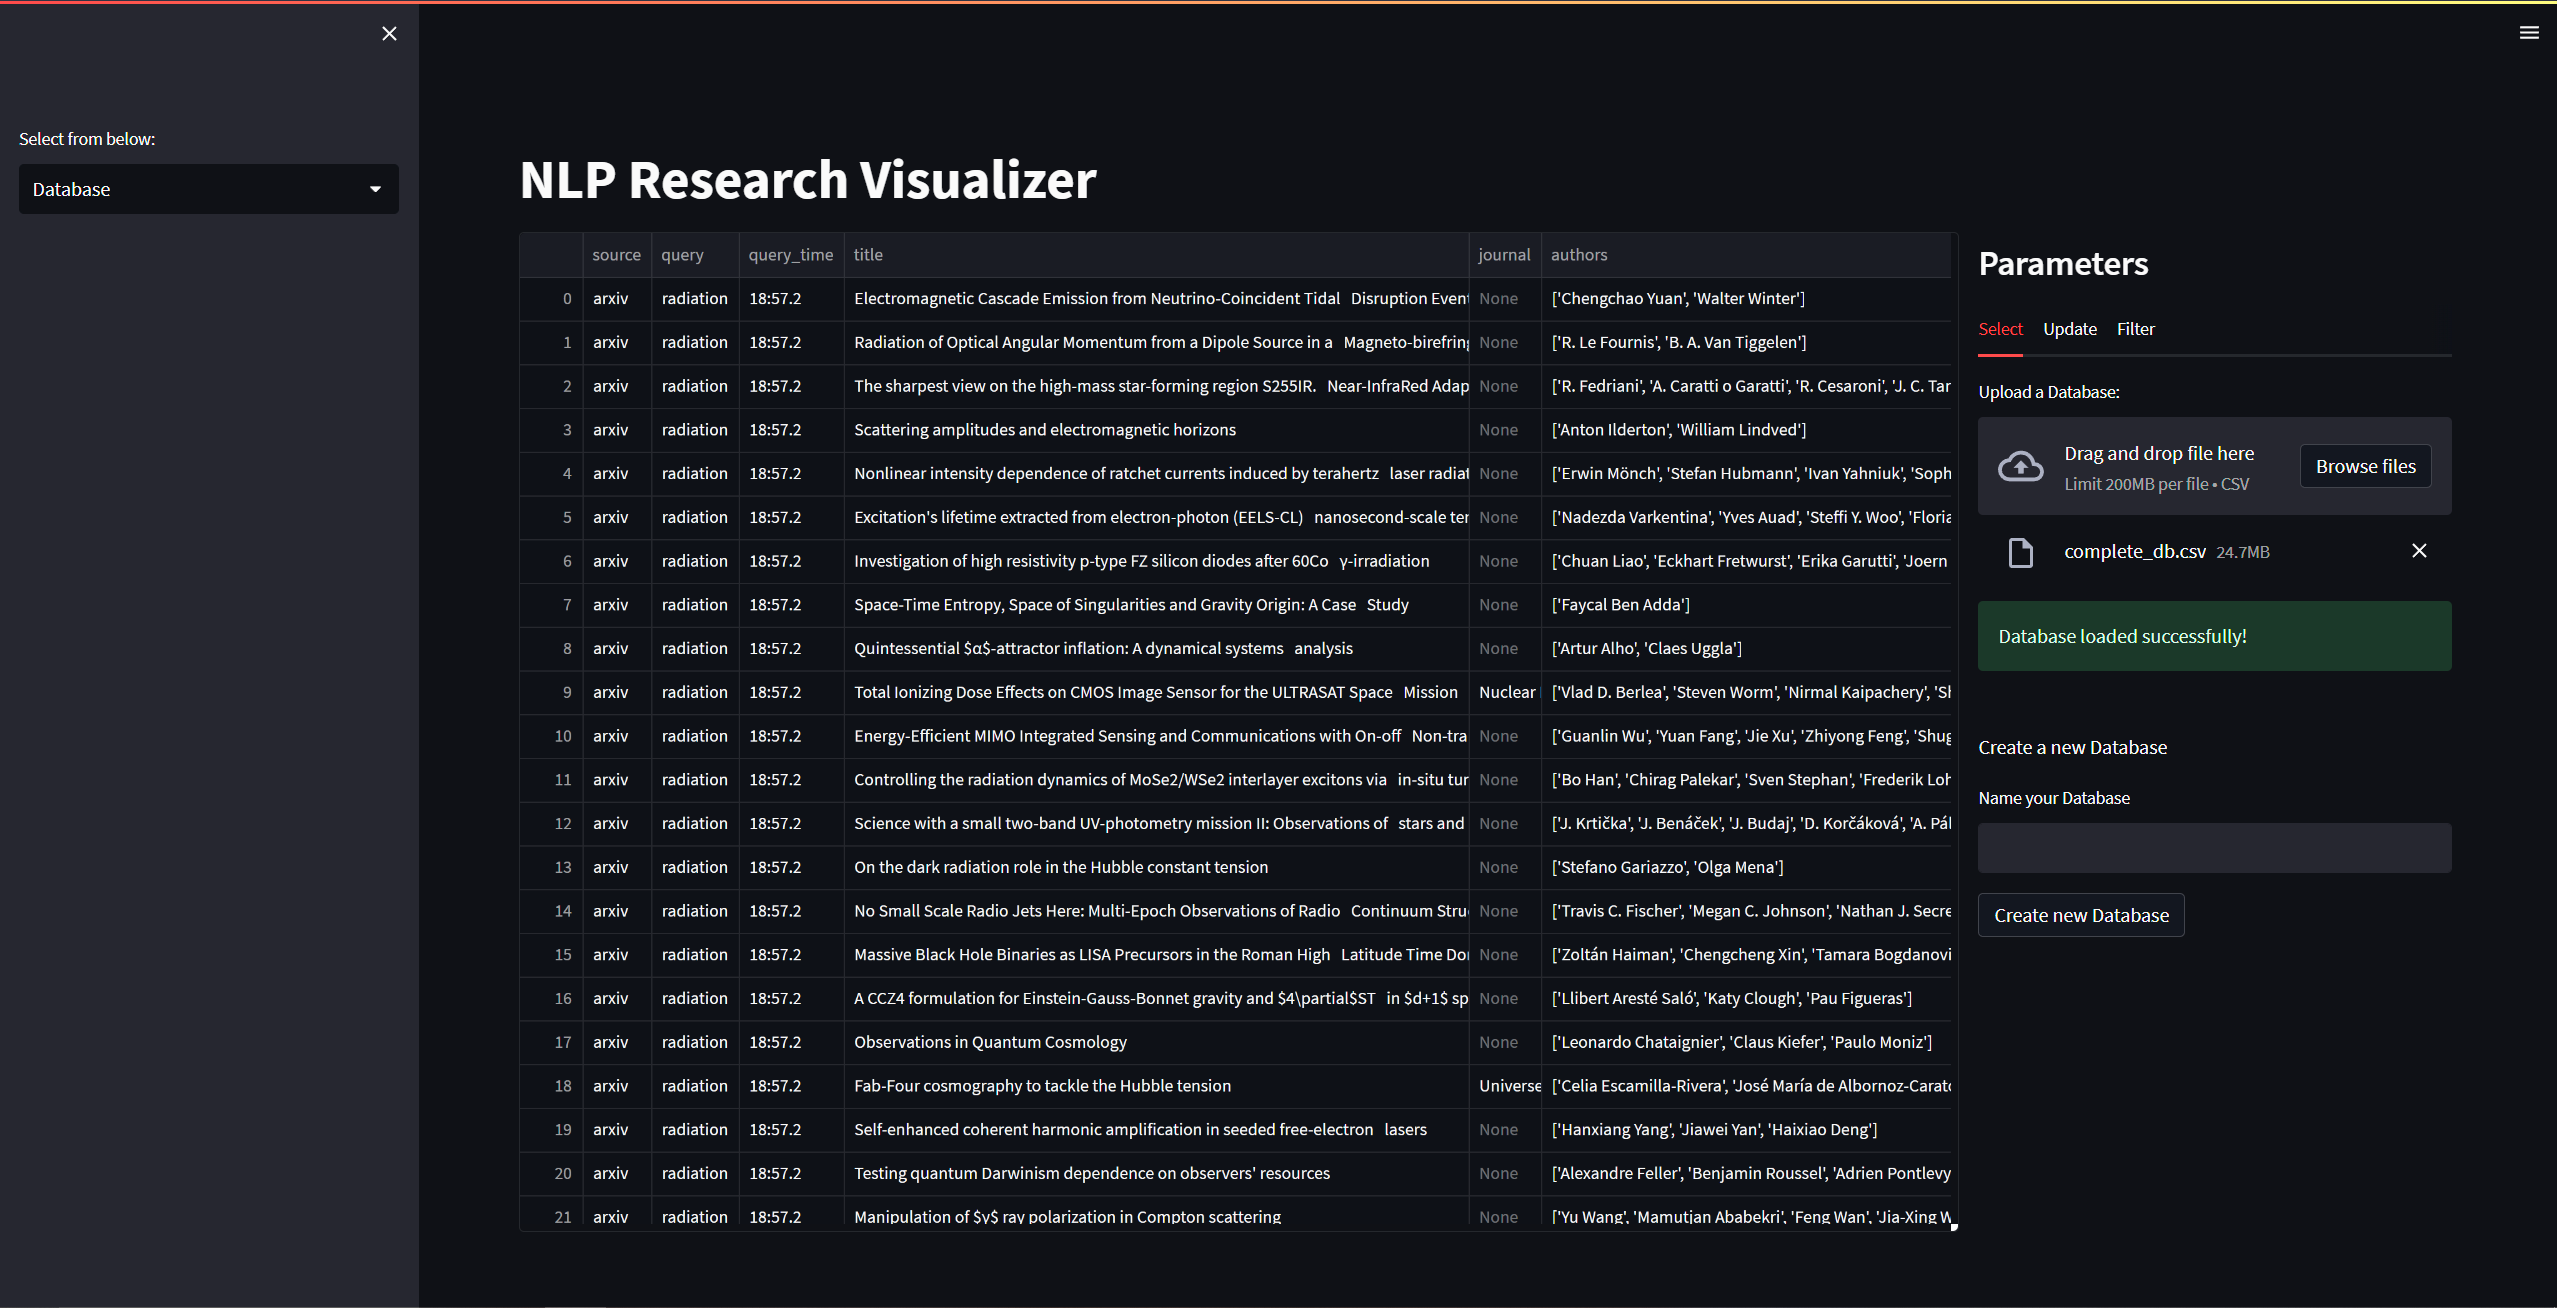 Select from below:
Database
NLP Research Visualizer
source query query_time title journal authors
0 arxiv radiation 18:57.2 Electromagnetic Cascade Emission from Neutrino-Coincident Tidal Disruption Event None ['Chengchao Yuan', 'Walter Winter']
1 arxiv radiation 18:57.2 Radiation of Optical Angular Momentum from a Dipole Source in a Magneto-birefring None ['R. Le Fournis', 'B. A. Van Tiggelen']
2 arxiv radiation 18:57.2 The sharpest view on the high-mass star-forming region S255IR. Near-InfraRed Adap None ['R. Fedriani', 'A. Caratti o Garatti', 'R. Cesaroni', 'J. C. Tar
3 arxiv radiation 18:57.2 Scattering amplitudes and electromagnetic horizons None ['Anton Ilderton', 'William Lindved']
4 arxiv radiation 18:57.2 Nonlinear intensity dependence of ratchet currents induced by terahertz laser radiat None ['Erwin Mönch', 'Stefan Hubmann', 'Ivan Yahniuk', 'Soph
5 arxiv radiation 18:57.2 Excitation's lifetime extracted from electron-photon (EELS-CL) nanosecond-scale ter None ['Nadezda Varkentina', 'Yves Auad', 'Steffi Y. Woo', 'Floria
6 arxiv radiation 18:57.2 Investigation of high resistivity p-type FZ silicon diodes after 60Co γ-irradiation None ['Chuan Liao', 'Eckhart Fretwurst', 'Erika Garutti', 'Joern
7 arxiv radiation 18:57.2 Space-Time Entropy, Space of Singularities and Gravity Origin: A Case Study None ['Faycal Ben Adda']
8 arxiv radiation 18:57.2 Quintessential $α$-attractor inflation: A dynamical systems analysis None ['Artur Alho', 'Claes Uggla']
9 arxiv radiation 18:57.2 Total Ionizing Dose Effects on CMOS Image Sensor for the ULTRASAT Space Mission Nuclear ['Vlad D. Berlea', 'Steven Worm', 'Nirmal Kaipachery', 'Sh
10 arxiv radiation 18:57.2 Energy-Efficient MIMO Integrated Sensing and Communications with On-off Non-tra None ['Guanlin Wu', 'Yuan Fang', 'Jie Xu', 'Zhiyong Feng', 'Shug
11 arxiv radiation 18:57.2 Controlling the radiation dynamics of MoSe2/WSe2 interlayer excitons via in-situ tur None ['Bo Han', 'Chirag Palekar', 'Sven Stephan', 'Frederik Loh
12 arxiv radiation 18:57.2 Science with a small two-band UV-photometry mission II: Observations of stars and None ['J. Krtička', 'J. Benáček', 'J. Budaj', 'D. Korčáková', 'A. Pál
13 arxiv radiation 18:57.2 On the dark radiation role in the Hubble constant tension None ['Stefano Gariazzo', 'Olga Mena']
14 arxiv radiation 18:57.2 No Small Scale Radio Jets Here: Multi-Epoch Observations of Radio Continuum Stru None ['Travis C. Fischer', 'Megan C. Johnson', 'Nathan J. Secre
15 arxiv radiation 18:57.2 Massive Black Hole Binaries as LISA Precursors in the Roman High Latitude Time Do None ['Zoltán Haiman', 'Chengcheng Xin', 'Tamara Bogdanovi
16 arxiv radiation 18:57.2 A CCZ4 formulation for Einstein-Gauss-Bonnet gravity and $4\partial$ST in $d+1$ sp None ['Llibert Aresté Saló', 'Katy Clough', 'Pau Figueras']
17 arxiv radiation 18:57.2 Observations in Quantum Cosmology None ['Leonardo Chataignier', 'Claus Kiefer', 'Paulo Moniz']
18 arxiv radiation 18:57.2 Fab-Four cosmography to tackle the Hubble tension Universe ['Celia Escamilla-Rivera', 'José María de Albornoz-Carato
19 arxiv radiation 18:57.2 Self-enhanced coherent harmonic amplification in seeded free-electron lasers None ['Hanxiang Yang', 'Jiawei Yan', 'Haixiao Deng']
20 arxiv radiation 18:57.2 Testing quantum Darwinism dependence on observers' resources None ['Alexandre Feller', 'Benjamin Roussel', 'Adrien Pontlevy
21 arxiv radiation 18:57.2 Manipulation of $γ$ ray polarization in Compton scattering None ['Yu Wang', 'Mamutjan Ababekri', 'Feng Wan', 'Jia-Xing W
Parameters
Select Update Filter
Upload a Database:
Drag and drop file here
Limit 200MB per file • CSV
Browse files
complete_db.csv 24.7MB
Database loaded successfully!
Create a new Database
Name your Database
Create new Database